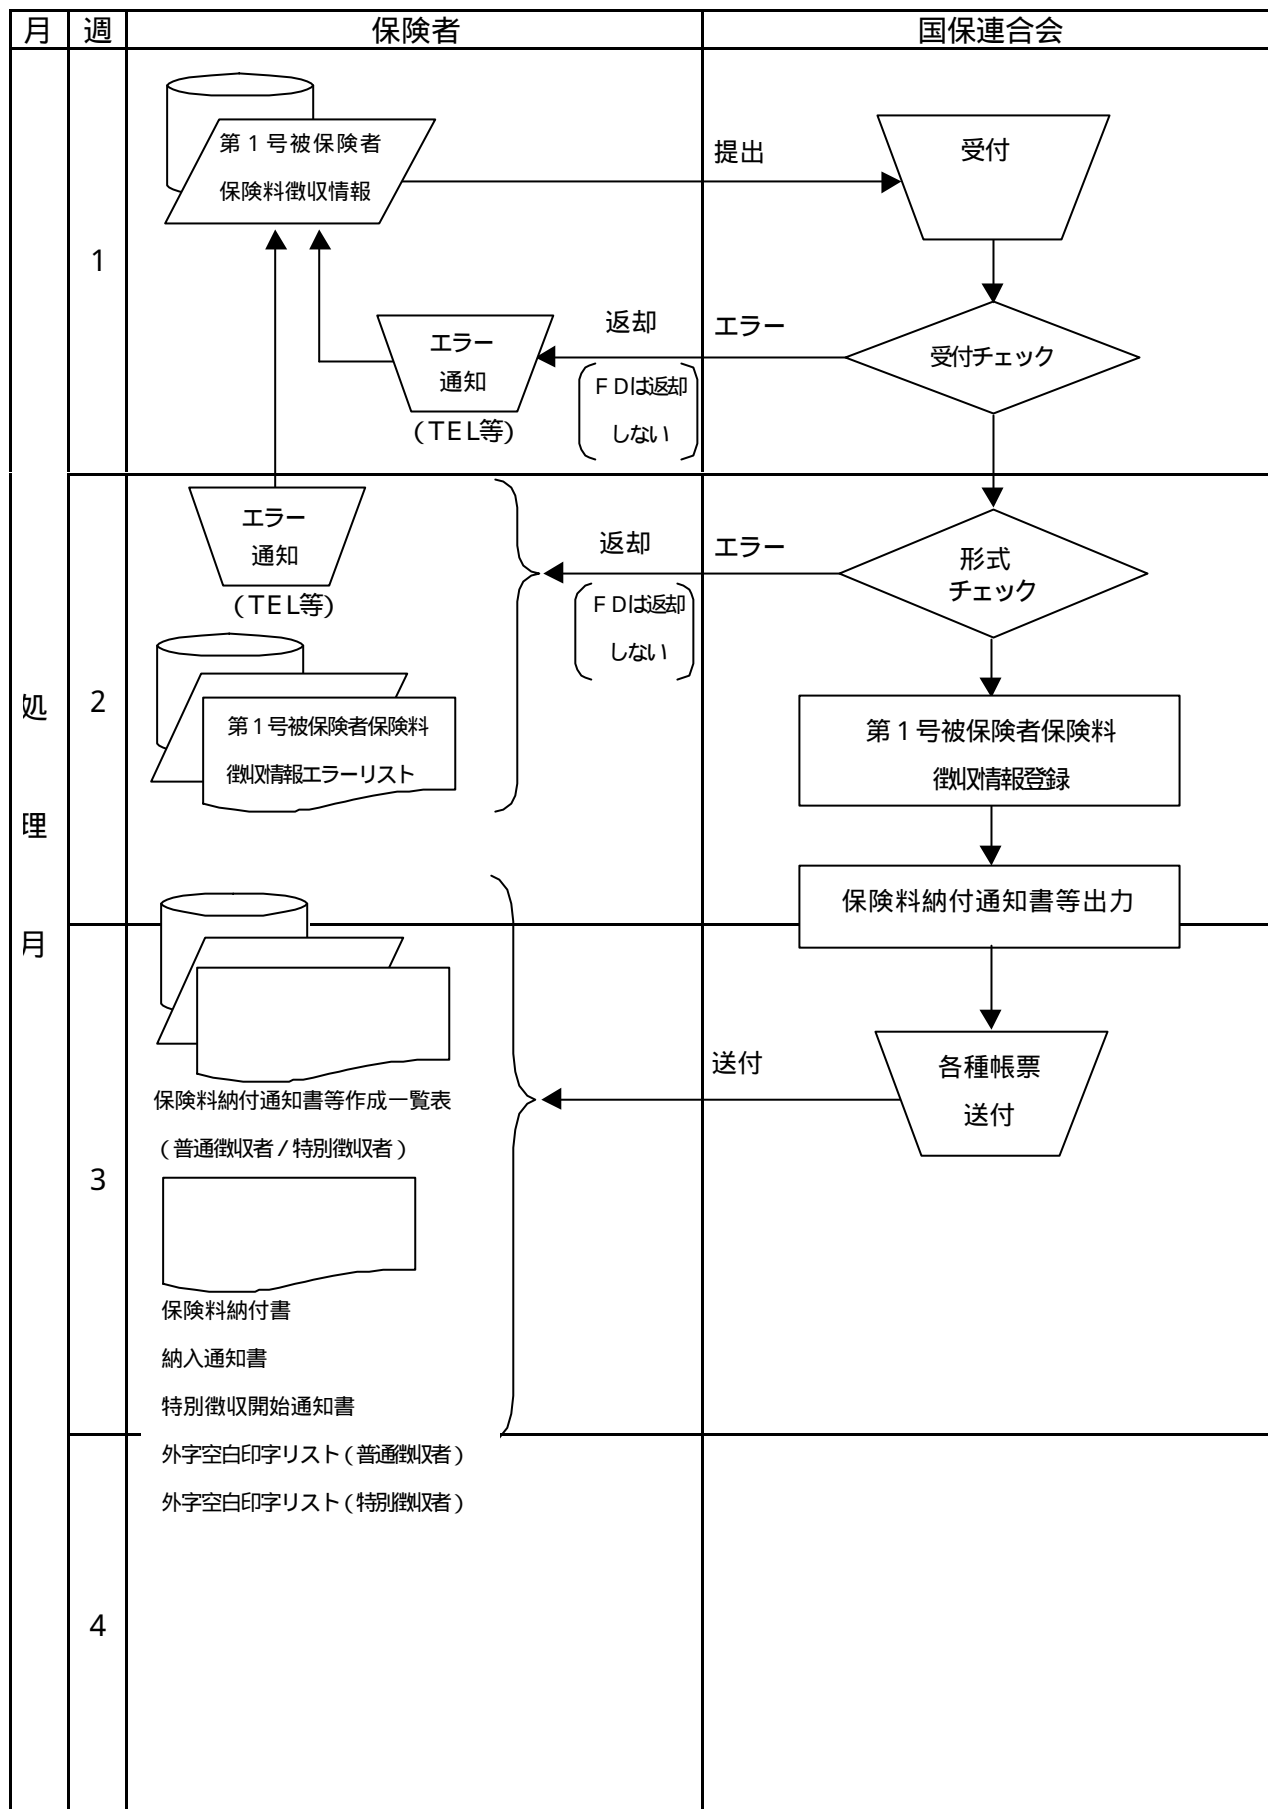 月 週 保険者 国保連合会
第１号被保険者
保険料徴収情報
提出
受付
1
エラー
通知
(TEL等)
返却
ＦＤは返却
しない
エラー
受付チェック
処
理
月
2
エラー
通知
(TEL等)
返却
ＦＤは返却
しない
エラー
形式
チェック
第１号被保険者保険料
徴収情報エラーリスト
第１号被保険者保険料
徴収情報登録
保険料納付通知書等出力
3
保険料納付通知書等作成一覧表
(普通徴収者/特別徴収者)
送付
各種帳票
送付
保険料納付書
納入通知書
特別徴収開始通知書
外字空白印字リスト(普通徴収者)
外字空白印字リスト(特別徴収者)
4